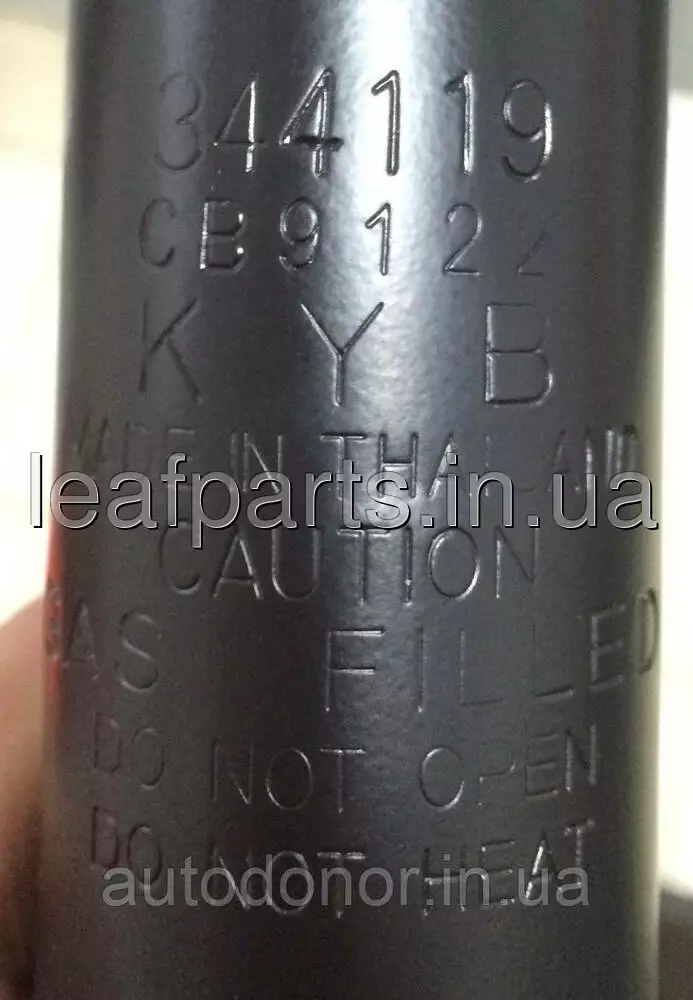 344119
CB9122
KYB
MADE IN THAILAND
leafparts.in.ua
CAUTION
GAS FILLED
DO NOT OPEN
DO NOT HEAT
autodonor.in.ua